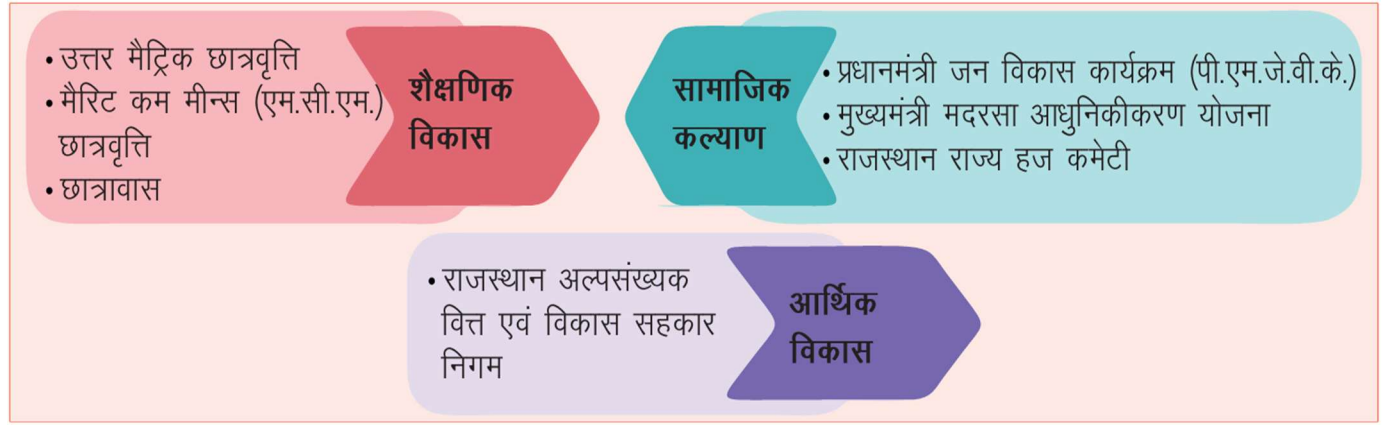 • उत्तर मैट्रिक छात्रवृत्ति
• मैरिट कम मीन्स (एम.सी.एम.)
छात्रवृत्ति
• छात्रावास
शैक्षणिक
विकास
सामाजिक
कल्याण
• प्रधानमंत्री जन विकास कार्यक्रम (पी.एम.जे.वी.के.)
• मुख्यमंत्री मदरसा आधुनिकीकरण योजना
• राजस्थान राज्य हज कमेटी
• राजस्थान अल्पसंख्यक
वित्त एवं विकास सहकार
निगम
आर्थिक
विकास